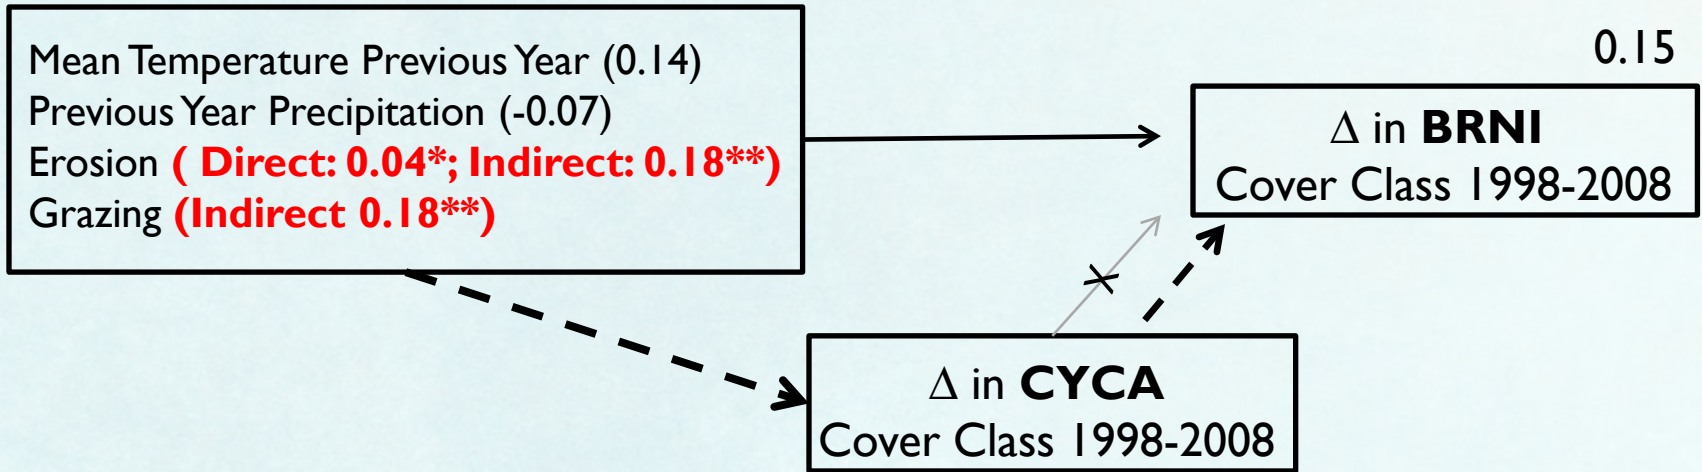 Mean Temperature Previous Year (0.14)
Previous Year Precipitation (-0.07)
Erosion ( Direct: 0.04*; Indirect: 0.18**)
Grazing (Indirect 0.18**)
0.15
Δ in BRNI
Cover Class 1998-2008
X
Δ in CYCA
Cover Class 1998-2008